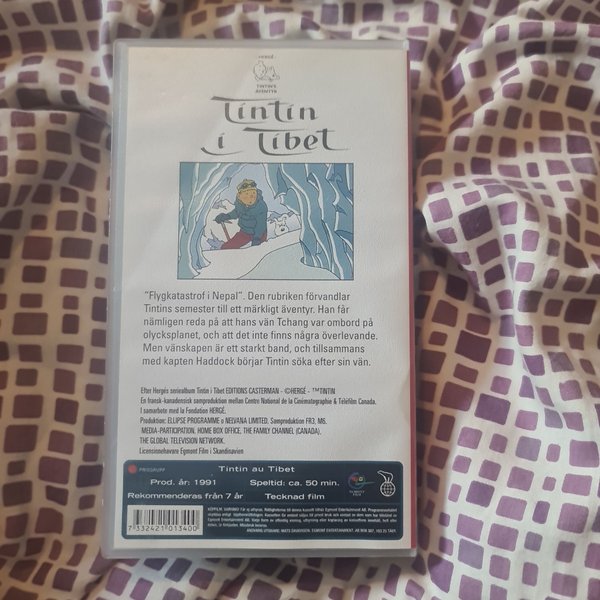 HERGÉ
TINTIN'S
ÄVENTYR
Tintin
i Tibet
"Flygkatastrof i Nepal". Den rubriken förvandlar
Tintins semester till ett märkligt äventyr. Han får
nämligen reda på att hans vän Tchang var ombord på
olycksplanet, och att det inte finns några överlevande.
Men vänskapen är ett starkt band, och tillsammans
med kapten Haddock börjar Tintin söka efter sin vän.
Efter Hergés seriealbum Tintin i Tibet EDITIONS CASTERMAN - ©HERGÉ - ™TINTIN
En fransk-kanadensisk samproduktion mellan Centre National de la Cinématographie & Téléfilm Canada.
I samarbete med la Fondation HERGÉ.
Produktion: ELLIPSE PROGRAMME o NELVANA LIMITED, Samproduktion FR3, M6.
MEDIA-PARTICIPATION, HOME BOX OFFICE, THE FAMILY CHANNEL (CANADA).
THE GLOBAL TELEVISION NETWORK.
Licensionehavare Egmont Film i Skandinavien
Tintin au Tibet
Prod. år: 1991 Speltid: ca. 50 min.
Rekommenderas från 7 år Tecknad film
7 332421 013400